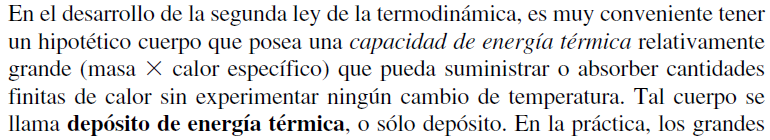 En el desarrollo de la segunda ley de la termodinámica, es muy conveniente tener
un hipotético cuerpo que posea una capacidad de energía térmica relativamente
grande (masa × calor específico) que pueda suministrar o absorber cantidades
finitas de calor sin experimentar ningún cambio de temperatura. Tal cuerpo se
llama depósito de energía térmica, o sólo depósito. En la práctica, los grandes